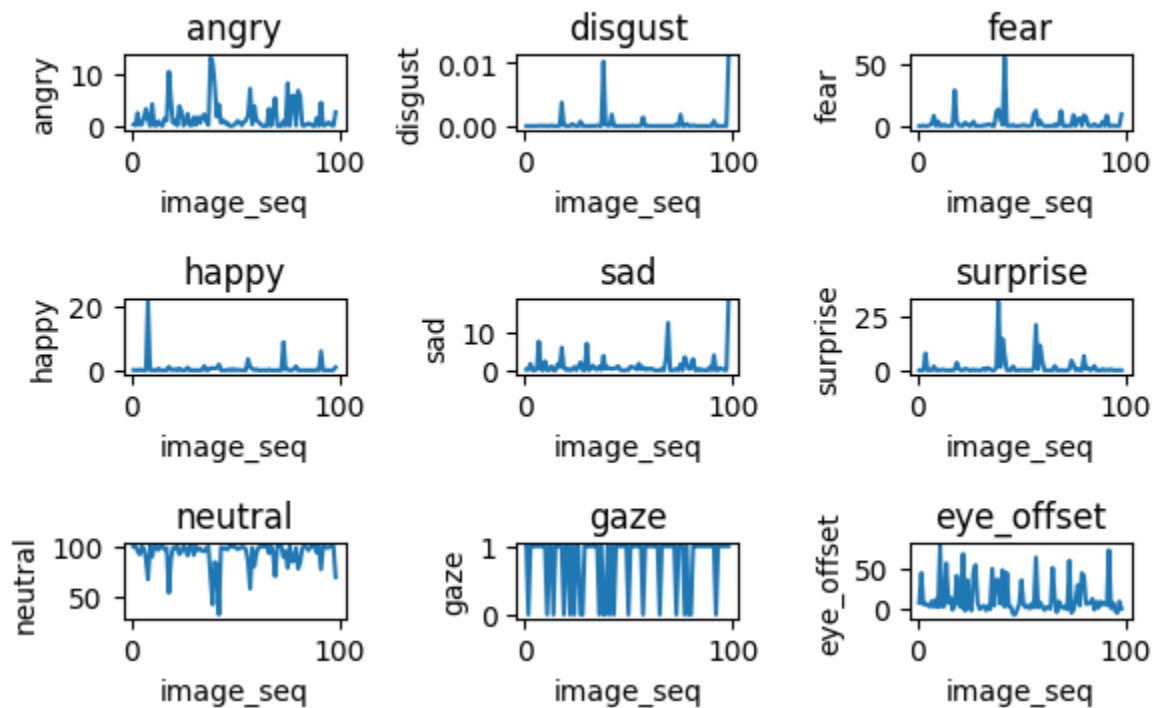 angry disgust fear
angry 10 0 0 100 image_seq
disgust 0.01 0.00 0 100 image_seq
fear 50 0 0 100 image_seq
happy sad surprise
happy 20 0 0 100 image_seq
sad 10 0 0 100 image_seq
surprise 25 0 0 100 image_seq
neutral gaze eye_offset
neutral 100 50 0 100 image_seq
gaze 1 0 0 100 image_seq
eye_offset 50 0 0 100 image_seq